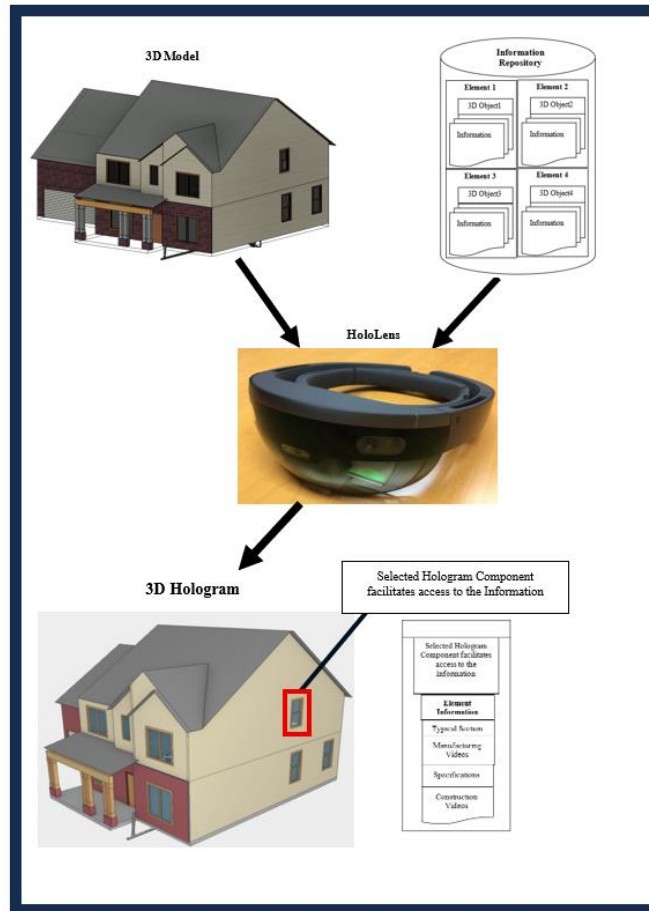 3D Model
Information
Repository
Element 1
Element 2
3D Object1
3D Object2
Information
Information
Element 3
Element 4
3D Object3
3D Object4
Information
Information
HoloLens
3D Hologram
Selected Hologram Component
facilitates access to the Information
Selected Hologram
Component facilitates
access to the
Information
Element
Information
Typical Section
Manufacturing
Videos
Specifications
Construction
Videos